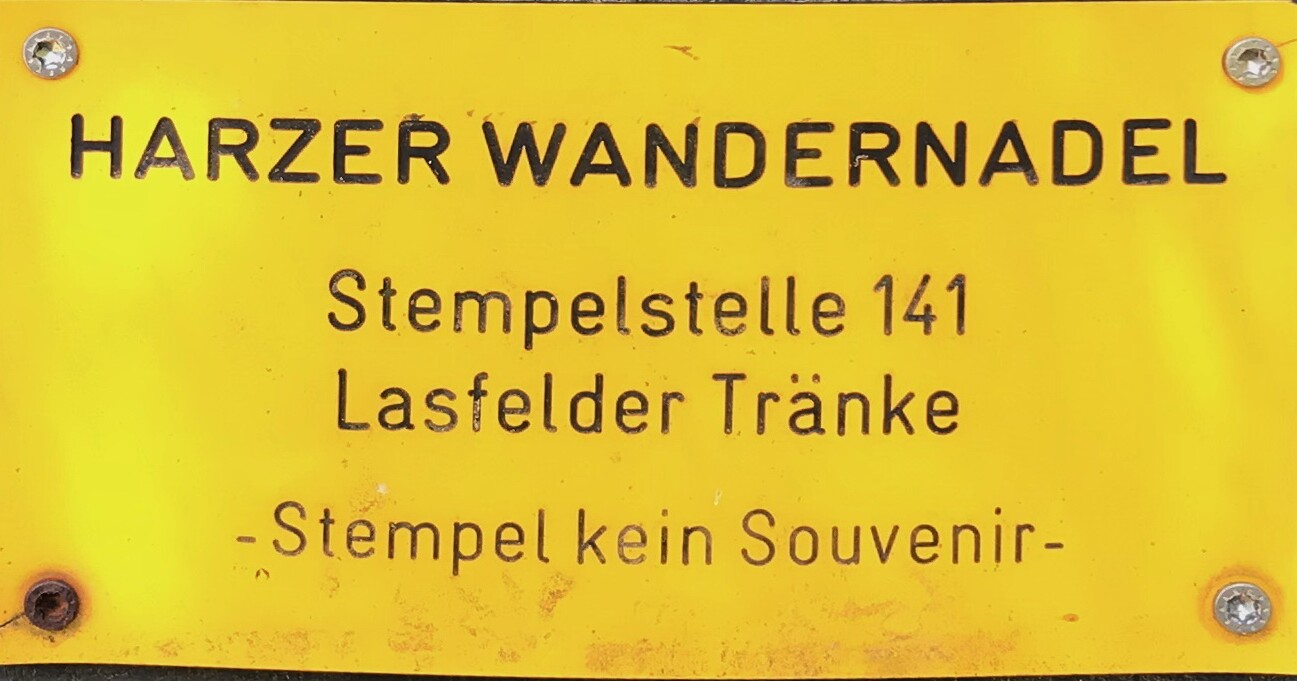 HARZER WANDERNADEL
Stempelstelle 141
Lasfelder Tränke
-Stempel kein Souvenir-